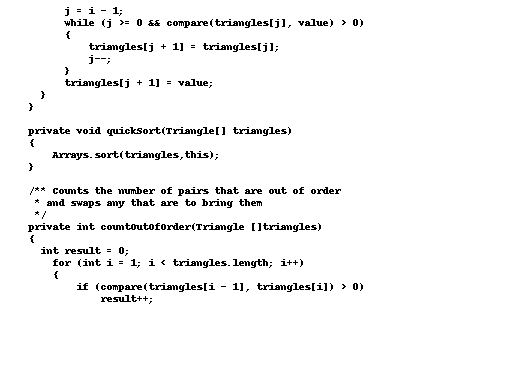 j = i - 1;
while (j >= 0 && compare(triangles[j], value) > 0)
{
triangles[j + 1] = triangles[j];
j--;
}
triangles[j + 1] = value;
}
}
private void quickSort(Triangle[] triangles)
{
Arrays.sort(triangles,this);
}
/** Counts the number of pairs that are out of order
* and swaps any that are to bring them
*/
private int countOutOfOrder(Triangle []triangles)
{
int result = 0;
for (int i = 1; i < triangles.length; i++)
{
if (compare(triangles[i - 1], triangles[i]) > 0)
result++;